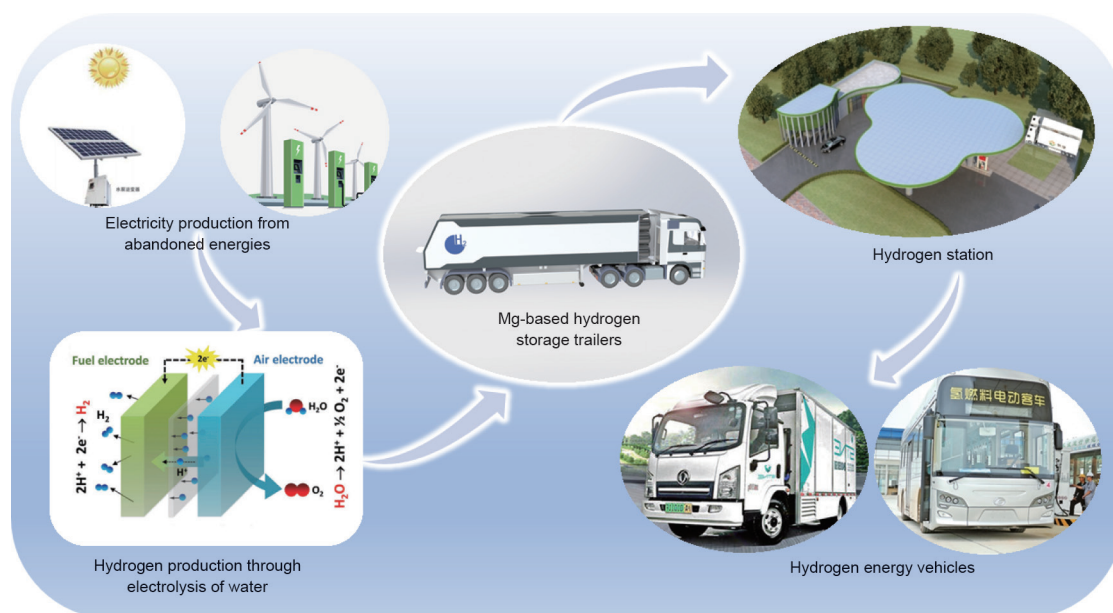 Electricity production from
abandoned energies
Fuel electrode
2e⁻
Air electrode
2H⁺ + 2e⁻ → H₂
H₂
H⁺
H₂O
O₂
H₂O → 2H⁺ + ½ O₂ + 2e⁻
Hydrogen production through
electrolysis of water
H₂
Mg-based hydrogen
storage trailers
Hydrogen station
氢燃料电动客车
Hydrogen energy vehicles